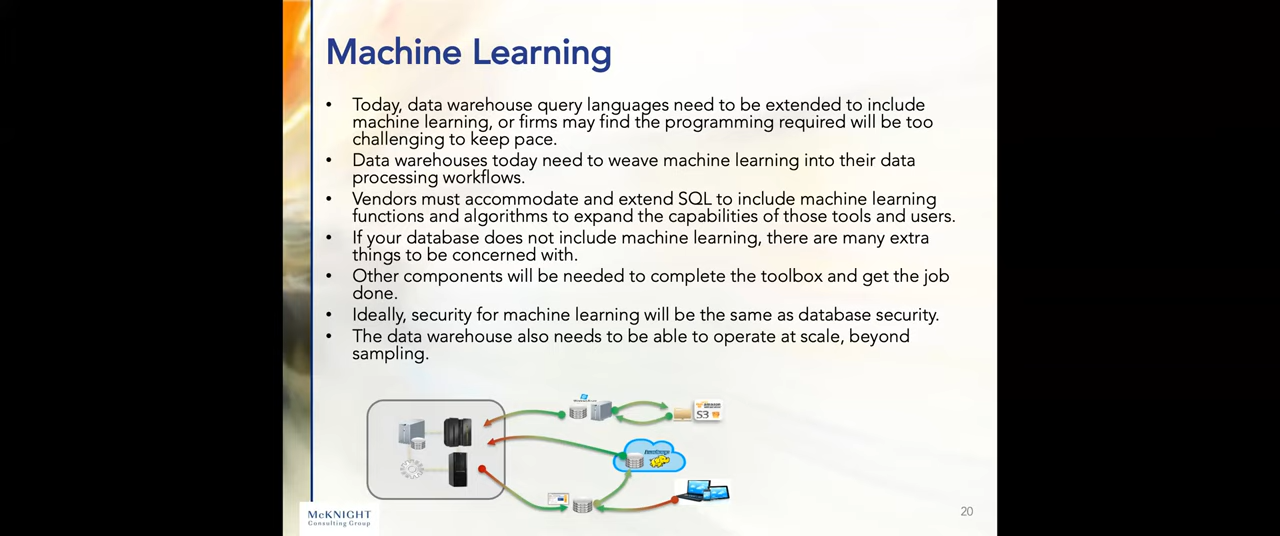 Machine Learning
• Today, data warehouse query languages need to be extended to include
machine learning, or firms may find the programming required will be too
challenging to keep pace.
• Data warehouses today need to weave machine learning into their data
processing workflows.
• Vendors must accommodate and extend SQL to include machine learning
functions and algorithms to expand the capabilities of those tools and users.
• If your database does not include machine learning, there are many extra
things to be concerned with.
• Other components will be needed to complete the toolbox and get the job
done.
• Ideally, security for machine learning will be the same as database security.
• The data warehouse also needs to be able to operate at scale, beyond
sampling.
S3
McKNIGHT
Consulting Group
20